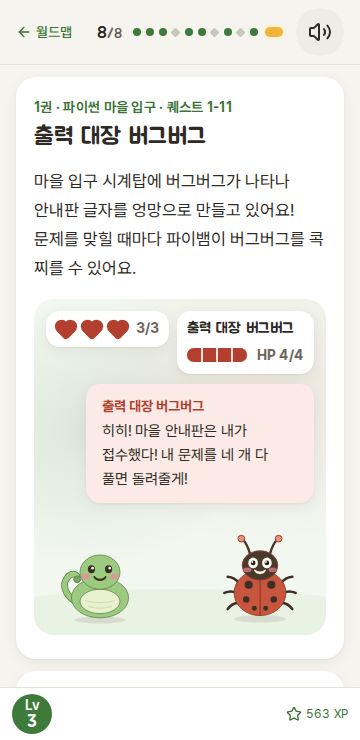 월드맵
8/8
1권 · 파이썬 마을 입구 · 퀘스트 1-11
출력 대장 버그버그
마을 입구 시계탑에 버그버그가 나타나
안내판 글자를 엉망으로 만들고 있어요!
문제를 맞힐 때마다 파이뱀이 버그버그를 콕
찌를 수 있어요.
3/3
출력 대장 버그버그
HP 4/4
출력 대장 버그버그
히히! 마을 안내판은 내가
접수했다! 내 문제를 네 개 다
풀면 돌려줄게!
Lv
3
563 XP